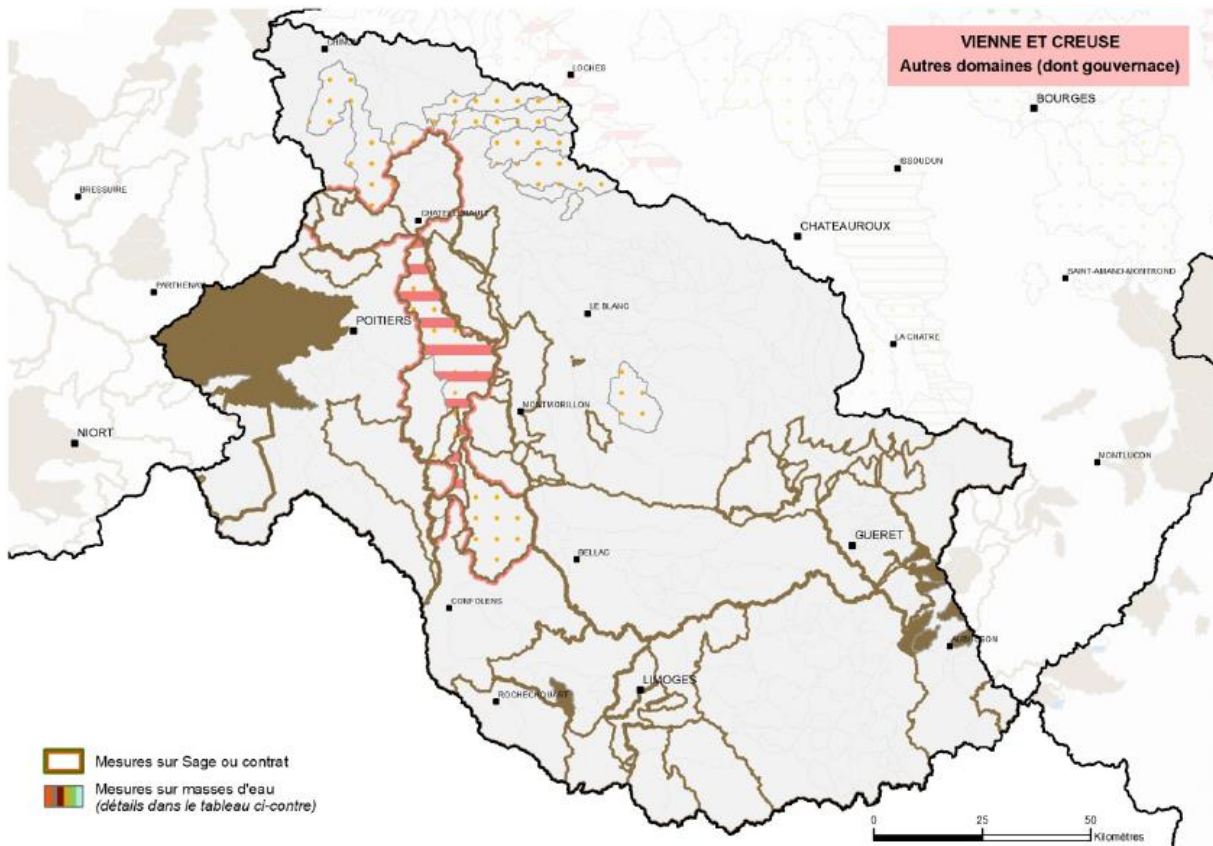 VIENNE ET CREUSE
Autres domaines (dont gouvernace)
CHINON
LOCHES
BOURGES
ISSOUDUN
BRESSUIRE
CHATELLERAULT
CHATEAUROUX
SAINT-AMAND-MONTROND
PARTHENAY
LE BLANC
POITIERS
LA CHATRE
MONTMORILLON
NIORT
MONTLUCON
GUERET
BELLAC
CONFOLENS
AUBUSSON
LIMOGES
ROCHECHOUART
Mesures sur Sage ou contrat
Mesures sur masses d'eau
(détails dans le tableau ci-contre)
0 25 50
Kilomètres